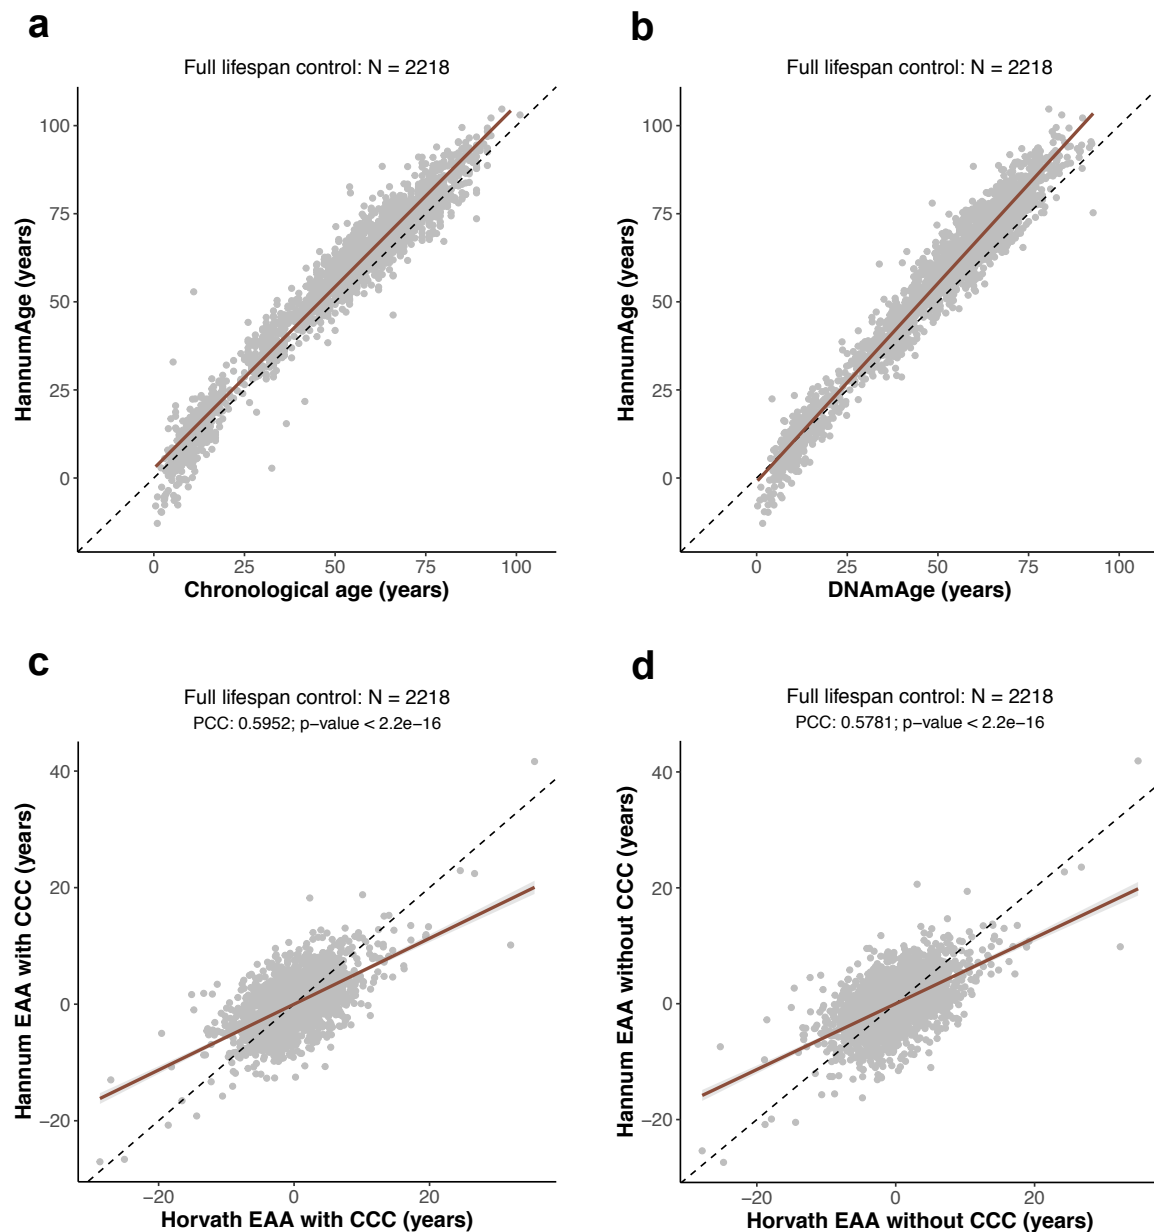 a
Full lifespan control: N = 2218
HannumAge (years)
100
75
50
25
0
0 25 50 75 100
Chronological age (years)
b
Full lifespan control: N = 2218
HannumAge (years)
100
75
50
25
0
0 25 50 75 100
DNAmAge (years)
c
Full lifespan control: N = 2218
PCC: 0.5952; p−value < 2.2e−16
Hannum EAA with CCC (years)
40
20
0
−20
−20 0 20
Horvath EAA with CCC (years)
d
Full lifespan control: N = 2218
PCC: 0.5781; p−value < 2.2e−16
Hannum EAA without CCC (years)
40
20
0
−20
−20 0 20
Horvath EAA without CCC (years)